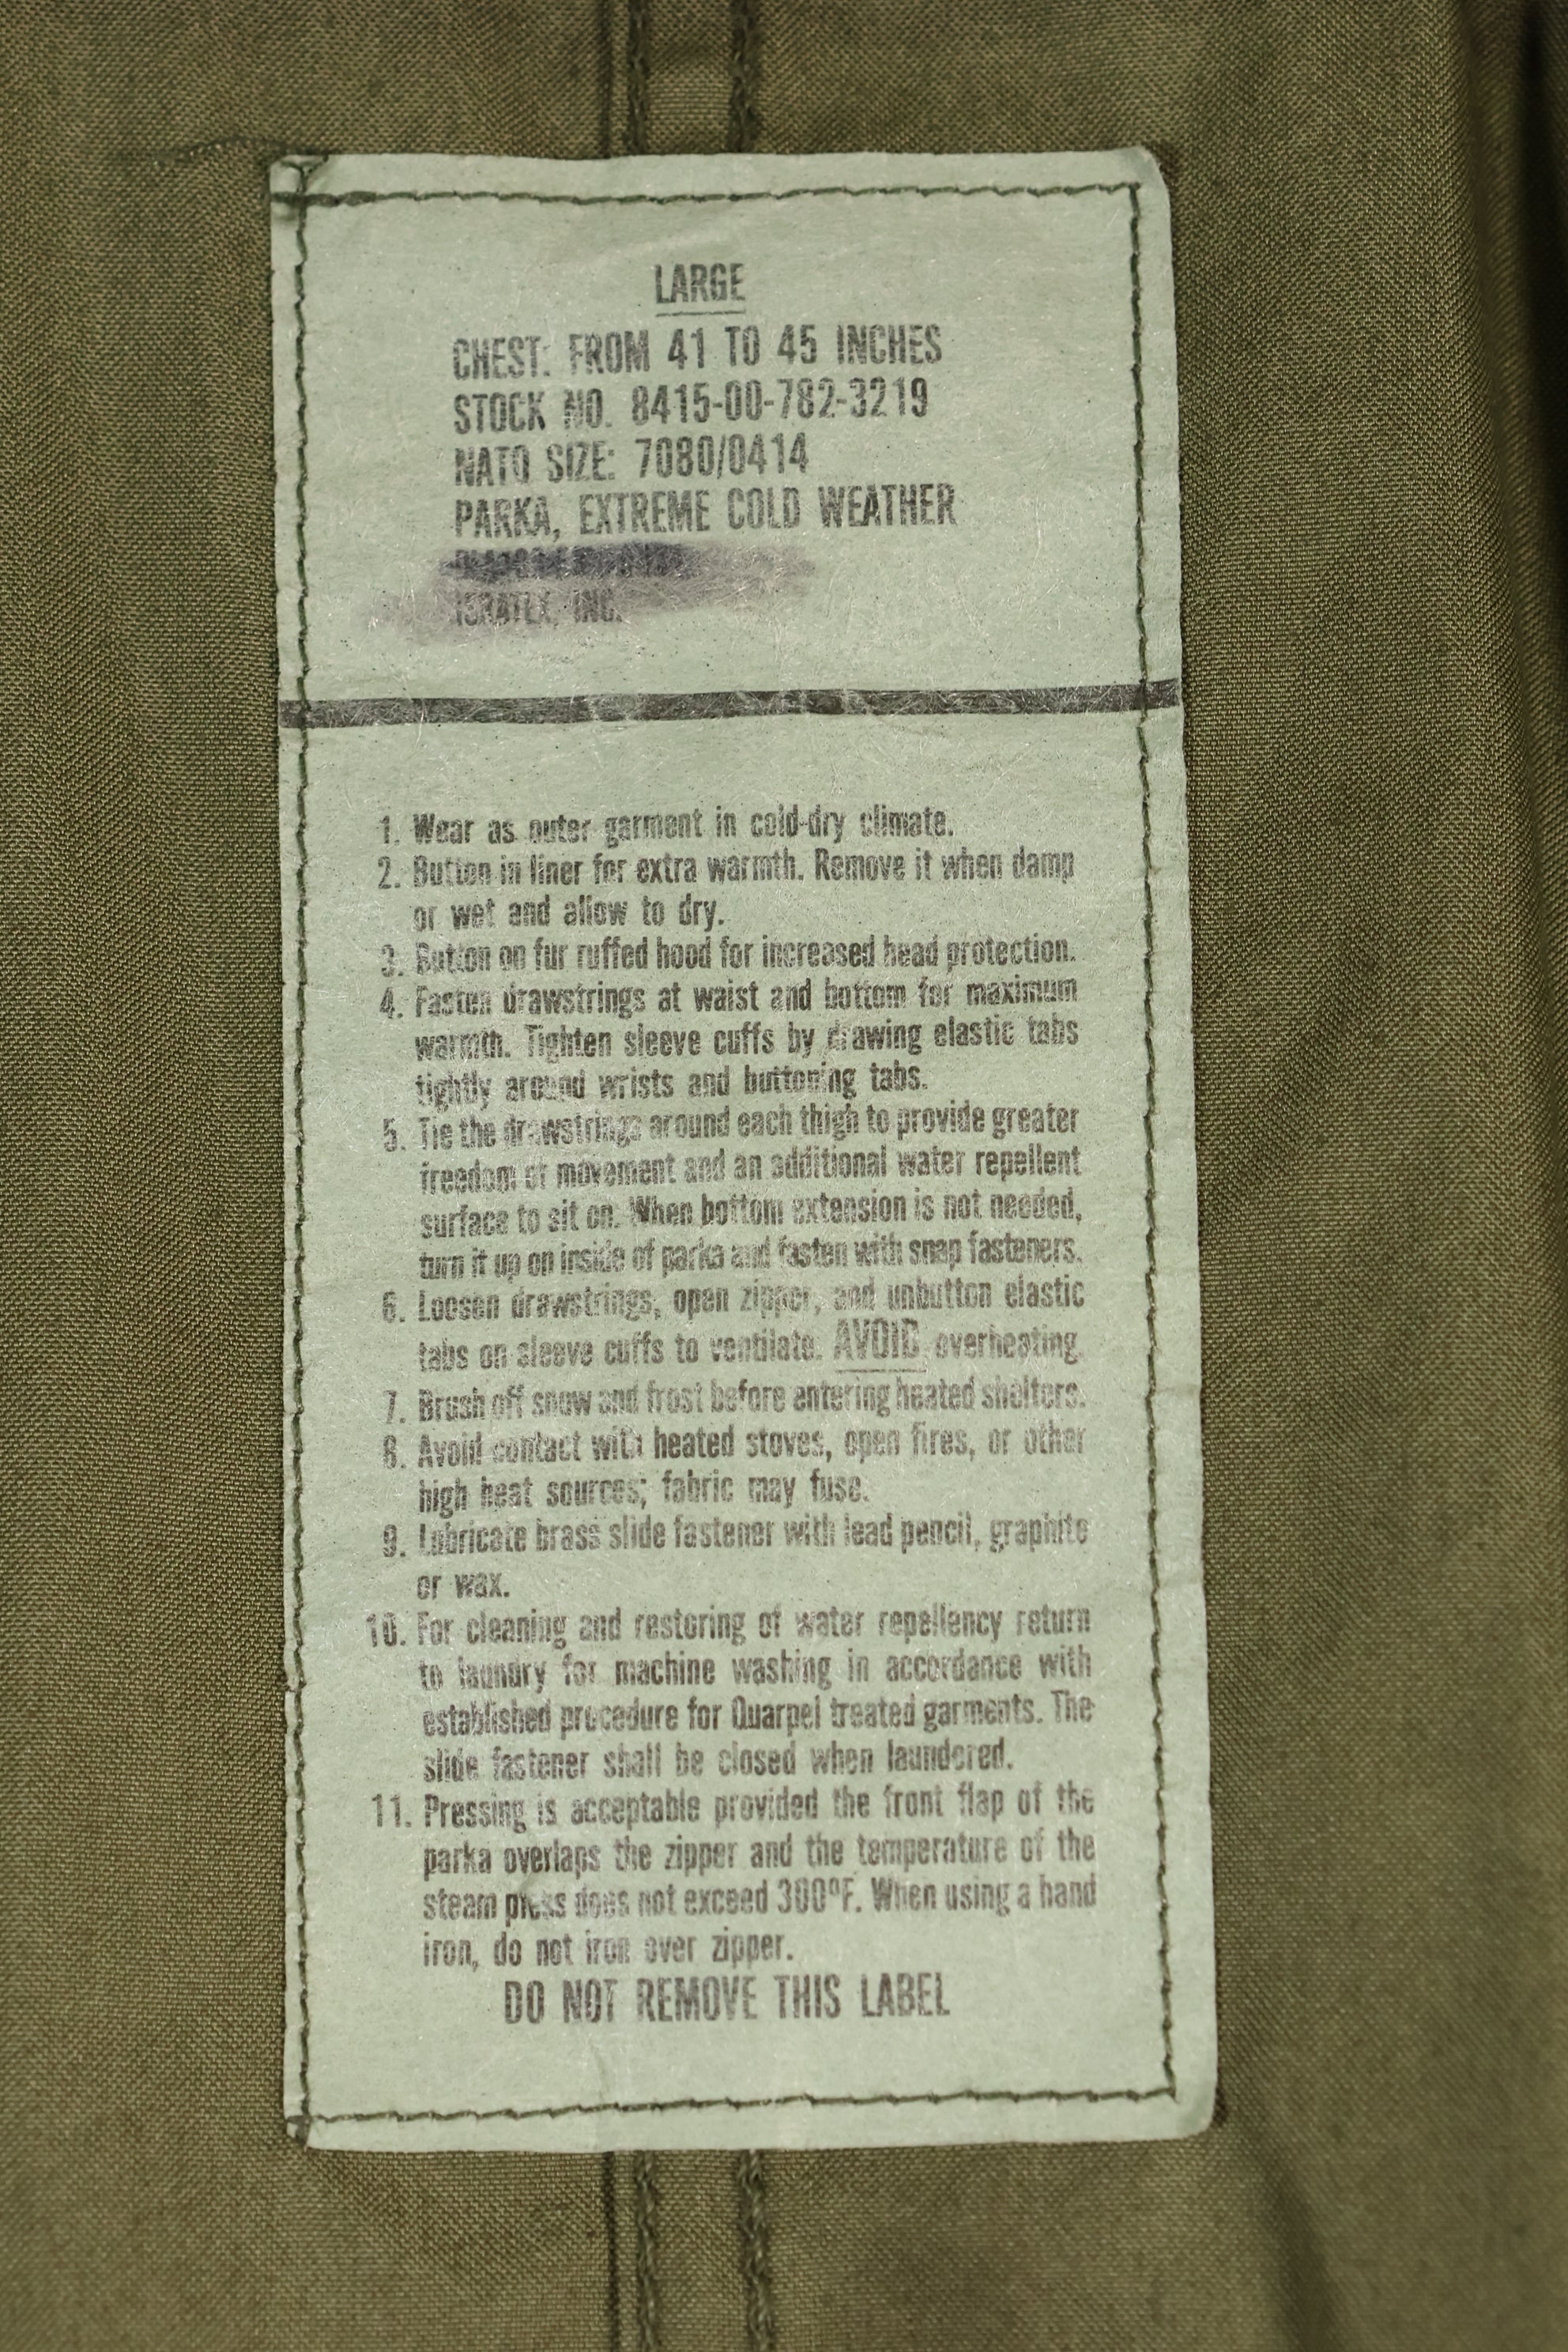 LARGE
CHEST: FROM 41 TO 45 INCHES
STOCK NO. 8415-00-782-3219
NATO SIZE: 7080/0414
PARKA, EXTREME COLD WEATHER
ISRATEX, INC.
1. Wear as outer garment in cold-dry climate.
2. Button in liner for extra warmth. Remove it when damp
or wet and allow to dry.
3. Button on fur ruffed hood for increased head protection.
4. Fasten drawstrings at waist and bottom for maximum
warmth. Tighten sleeve cuffs by drawing elastic tabs
tightly around wrists and buttoning tabs.
5. Tie the drawstrings around each thigh to provide greater
freedom of movement and an additional water repellent
surface to sit on. When bottom extension is not needed,
turn it up on inside of parka and fasten with snap fasteners.
6. Loosen drawstrings, open zipper, and unbutton elastic
tabs on sleeve cuffs to ventilate. AVOID overheating.
7. Brush off snow and frost before entering heated shelters.
8. Avoid contact with heated stoves, open fires, or other
high heat sources; fabric may fuse.
9. Lubricate brass slide fastener with lead pencil, graphite
or wax.
10. For cleaning and restoring of water repellency return
to laundry for machine washing in accordance with
established procedure for Quarpel treated garments. The
slide fastener shall be closed when laundered.
11. Pressing is acceptable provided the front flap of the
parka overlaps the zipper and the temperature of the
steam press does not exceed 300°F. When using a hand
iron, do not iron over zipper.
DO NOT REMOVE THIS LABEL